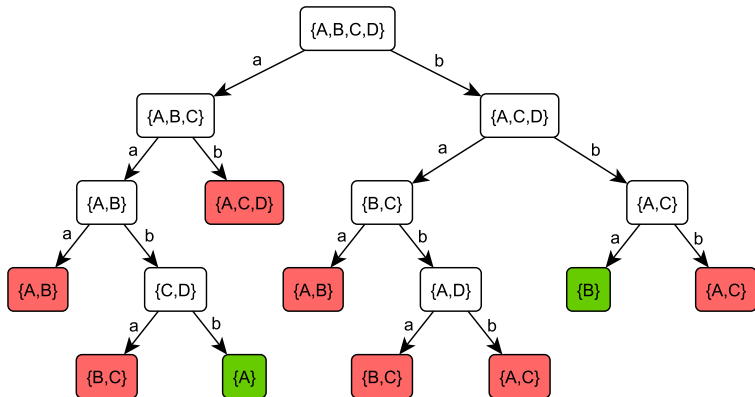 {A,B,C,D}
a
b
{A,B,C}
{A,C,D}
a
b
a
b
{A,B}
{A,C,D}
{B,C}
{A,C}
a
b
a
b
a
b
{A,B}
{C,D}
{A,B}
{A,D}
{B}
{A,C}
a
b
a
b
{B,C}
{A}
{B,C}
{A,C}